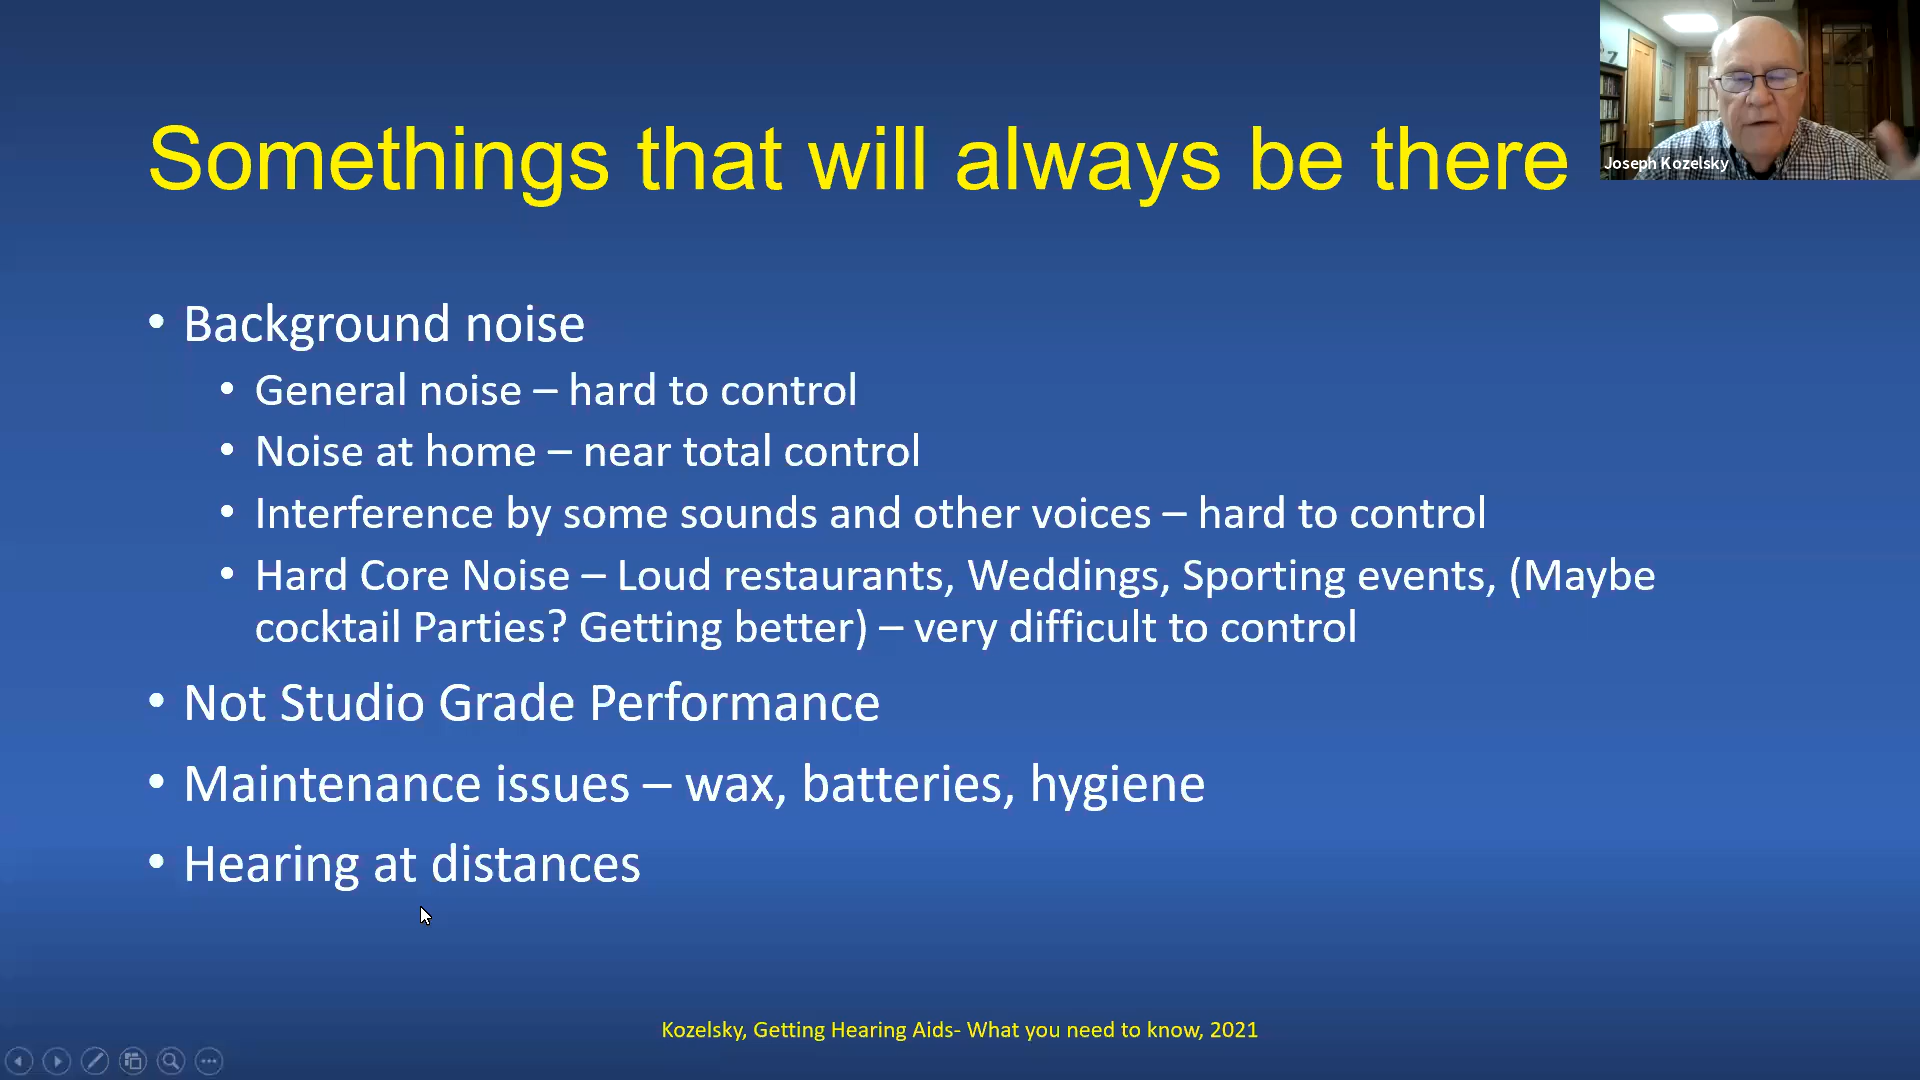 Somethings that will always be there
Joseph Kozelsky
• Background noise
• General noise – hard to control
• Noise at home – near total control
• Interference by some sounds and other voices – hard to control
• Hard Core Noise – Loud restaurants, Weddings, Sporting events, (Maybe
cocktail Parties? Getting better) – very difficult to control
• Not Studio Grade Performance
• Maintenance issues – wax, batteries, hygiene
• Hearing at distances
Kozelsky, Getting Hearing Aids- What you need to know, 2021